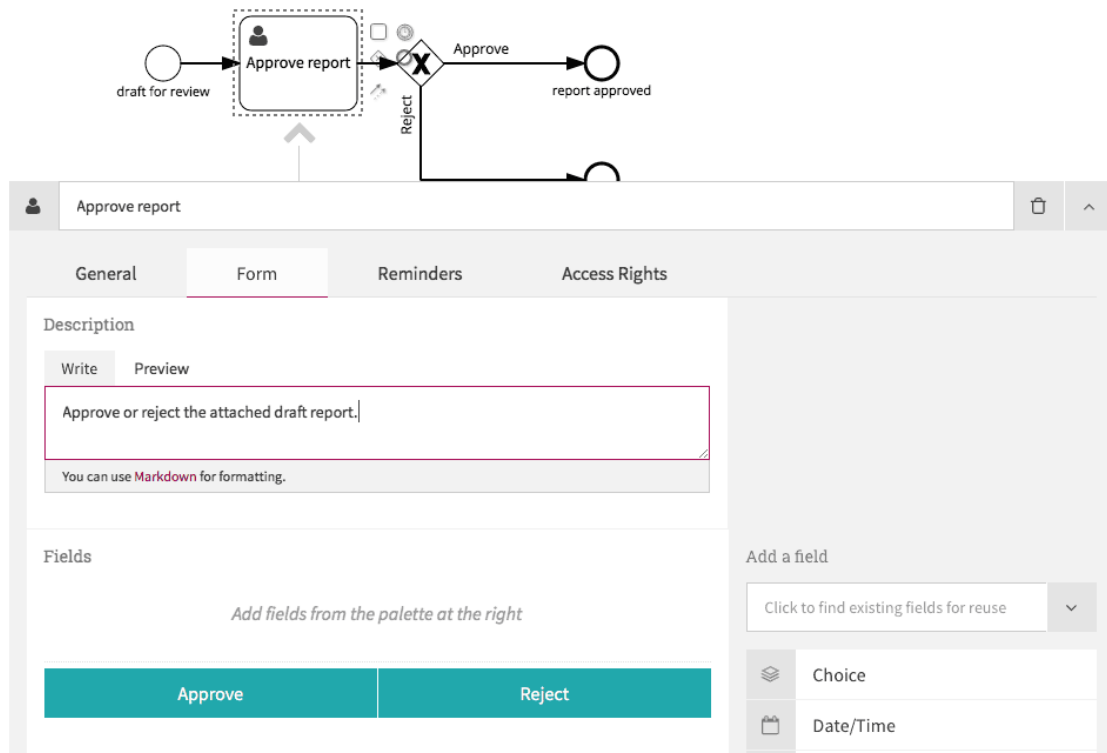 Approve report
Approve
draft for review
report approved
Reject
Approve report
General
Form
Reminders
Access Rights
Description
Write
Preview
Approve or reject the attached draft report.
You can use Markdown for formatting.
Fields
Add a field
Add fields from the palette at the right
Click to find existing fields for reuse
Choice
Approve
Reject
Date/Time